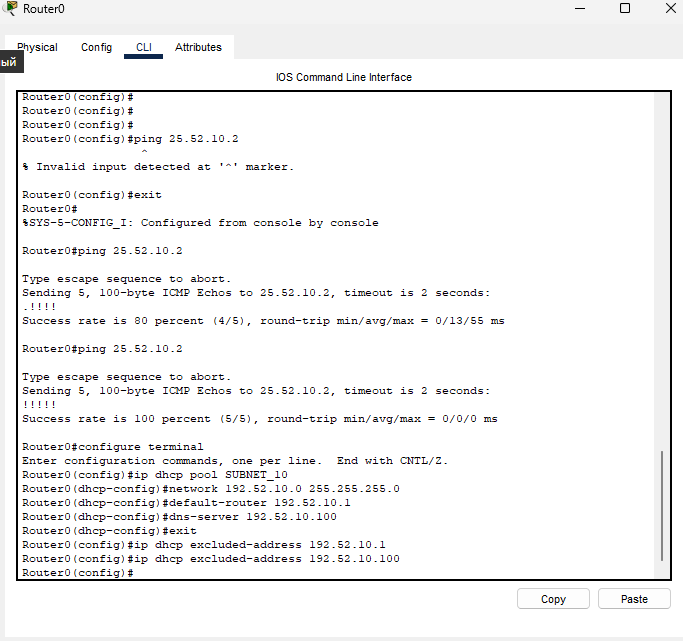 Router0
Physical Config CLI Attributes
ый
IOS Command Line Interface
Router0(config)#
Router0(config)#
Router0(config)#
Router0(config)#ping 25.52.10.2
^
% Invalid input detected at '^' marker.
Router0(config)#exit
Router0#
%SYS-5-CONFIG_I: Configured from console by console
Router0#ping 25.52.10.2
Type escape sequence to abort.
Sending 5, 100-byte ICMP Echos to 25.52.10.2, timeout is 2 seconds:
.!!!!
Success rate is 80 percent (4/5), round-trip min/avg/max = 0/13/55 ms
Router0#ping 25.52.10.2
Type escape sequence to abort.
Sending 5, 100-byte ICMP Echos to 25.52.10.2, timeout is 2 seconds:
!!!!!
Success rate is 100 percent (5/5), round-trip min/avg/max = 0/0/0 ms
Router0#configure terminal
Enter configuration commands, one per line.  End with CNTL/Z.
Router0(config)#ip dhcp pool SUBNET_10
Router0(dhcp-config)#network 192.52.10.0 255.255.255.0
Router0(dhcp-config)#default-router 192.52.10.1
Router0(dhcp-config)#dns-server 192.52.10.100
Router0(dhcp-config)#exit
Router0(config)#ip dhcp excluded-address 192.52.10.1
Router0(config)#ip dhcp excluded-address 192.52.10.100
Router0(config)#
Copy Paste